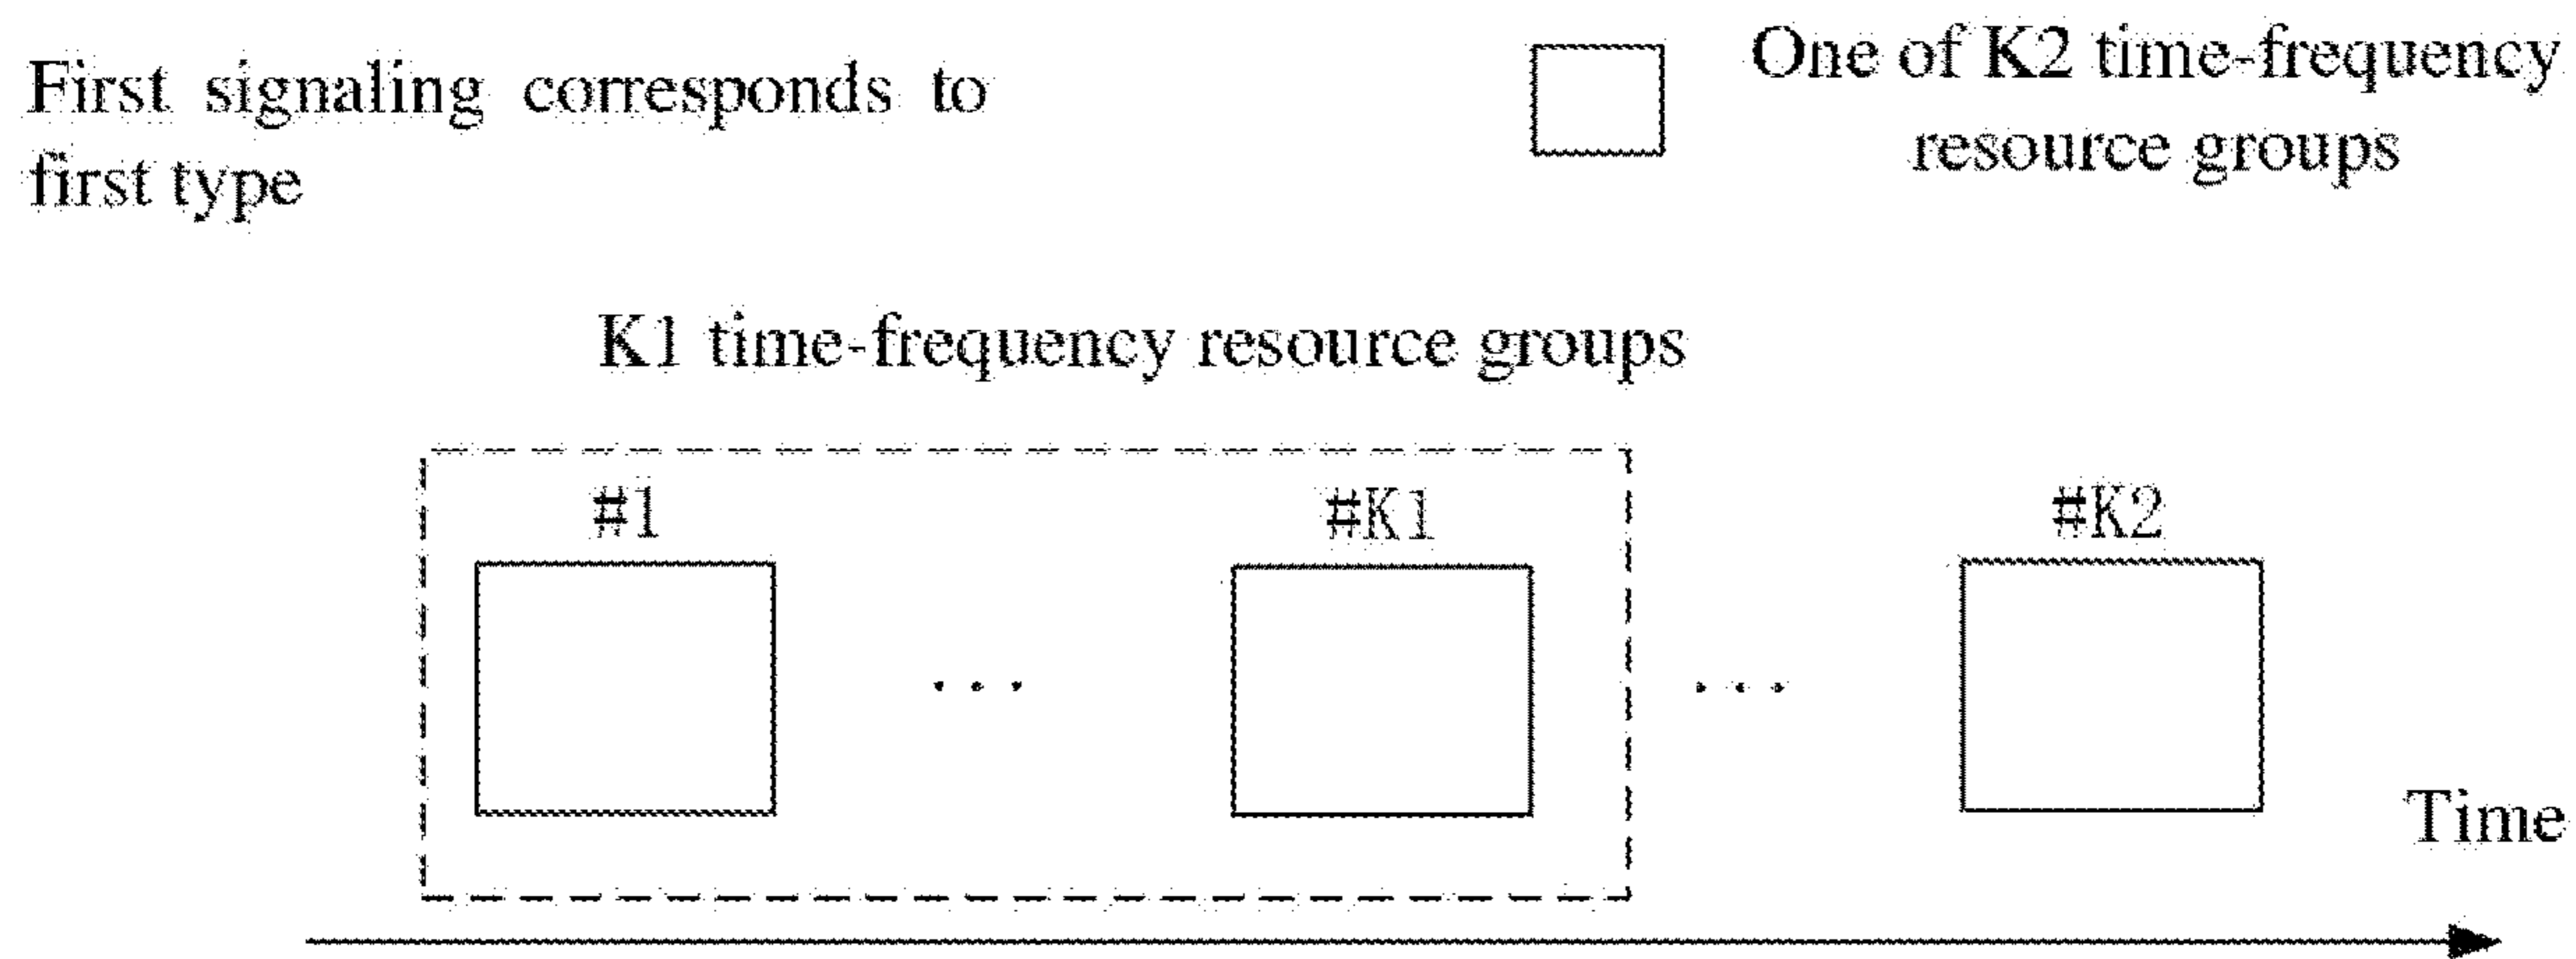 First signaling corresponds to
first type
One of K2 time-frequency
resource groups
K1 time-frequency resource groups
#1
#K1
#K2
...
...
Time